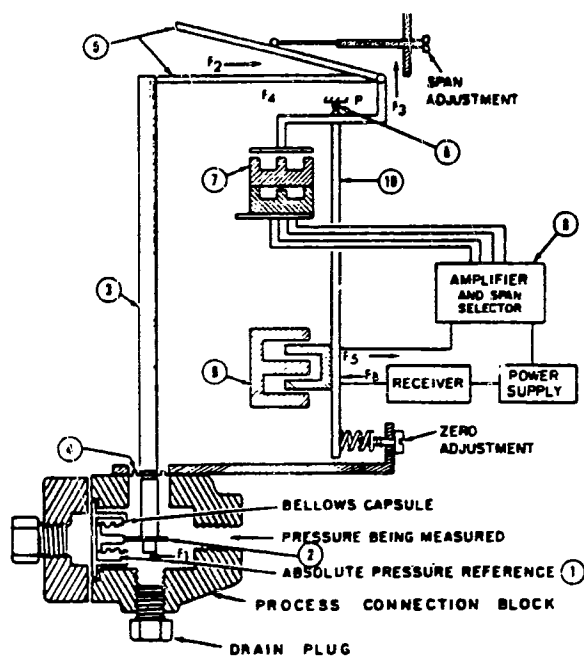 5
F2
F4
F3
SPAN
ADJUSTMENT
P
6
7
10
8
AMPLIFIER
AND SPAN
SELECTOR
3
9
F5
RECEIVER
POWER
SUPPLY
4
ZERO
ADJUSTMENT
BELLOWS CAPSULE
PRESSURE BEING MEASURED
2
F1
ABSOLUTE PRESSURE REFERENCE 1
PROCESS CONNECTION BLOCK
DRAIN PLUG